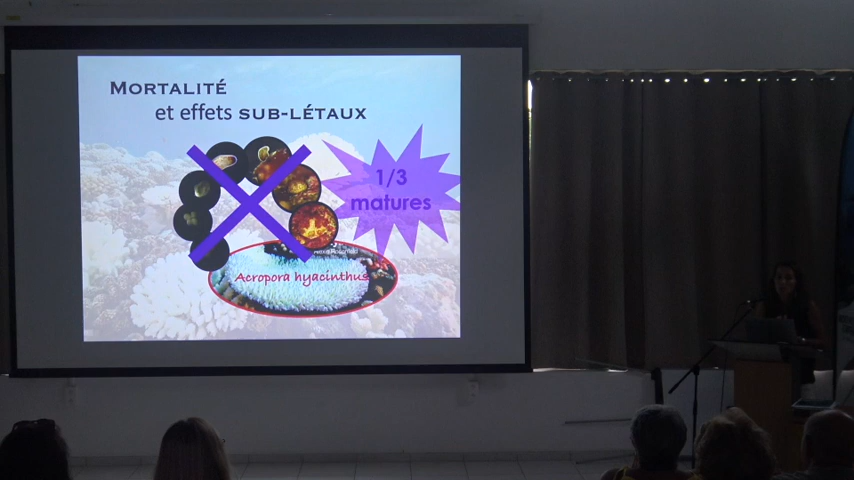 MORTALITÉ
et effets SUB-LÉTAUX
1/3
matures
Acropora hyacinthus